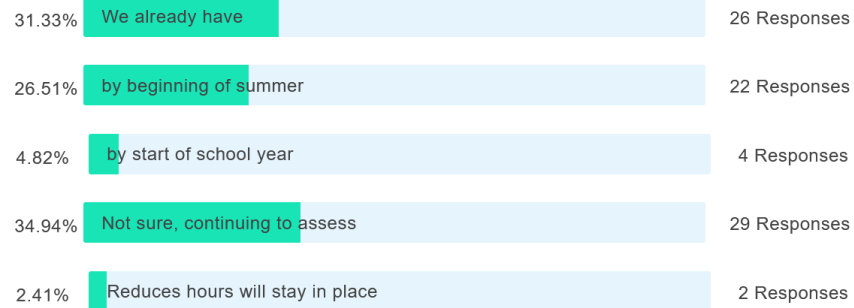 31.33% We already have 26 Responses
26.51% by beginning of summer 22 Responses
4.82% by start of school year 4 Responses
34.94% Not sure, continuing to assess 29 Responses
2.41% Reduces hours will stay in place 2 Responses